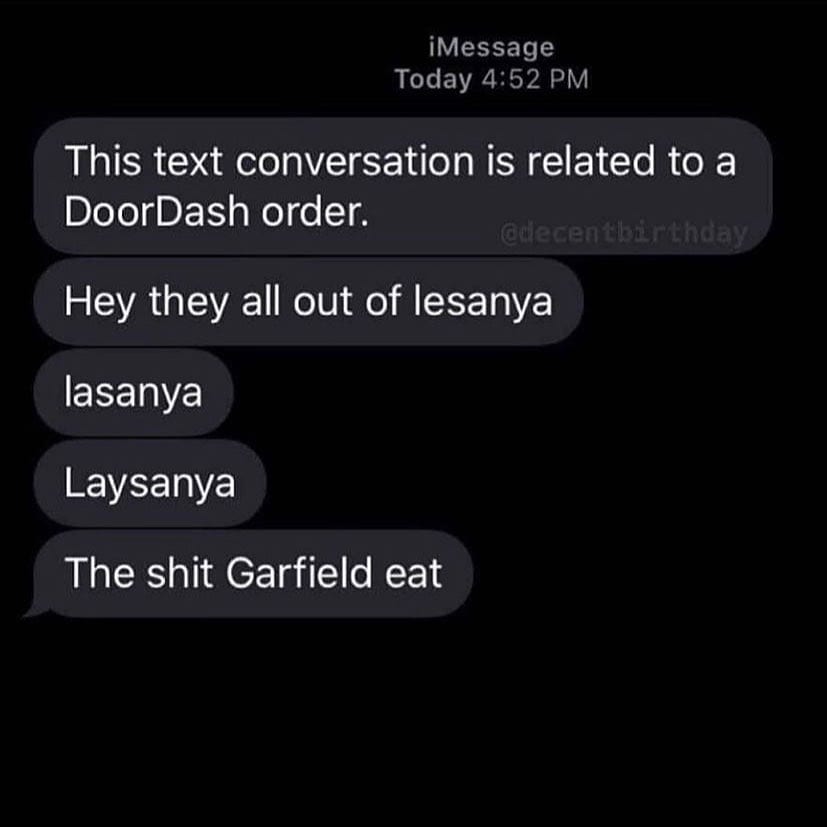 iMessage
Today 4:52 PM
This text conversation is related to a
DoorDash order.
@decentbirthday
Hey they all out of lesanya
lasanya
Laysanya
The shit Garfield eat